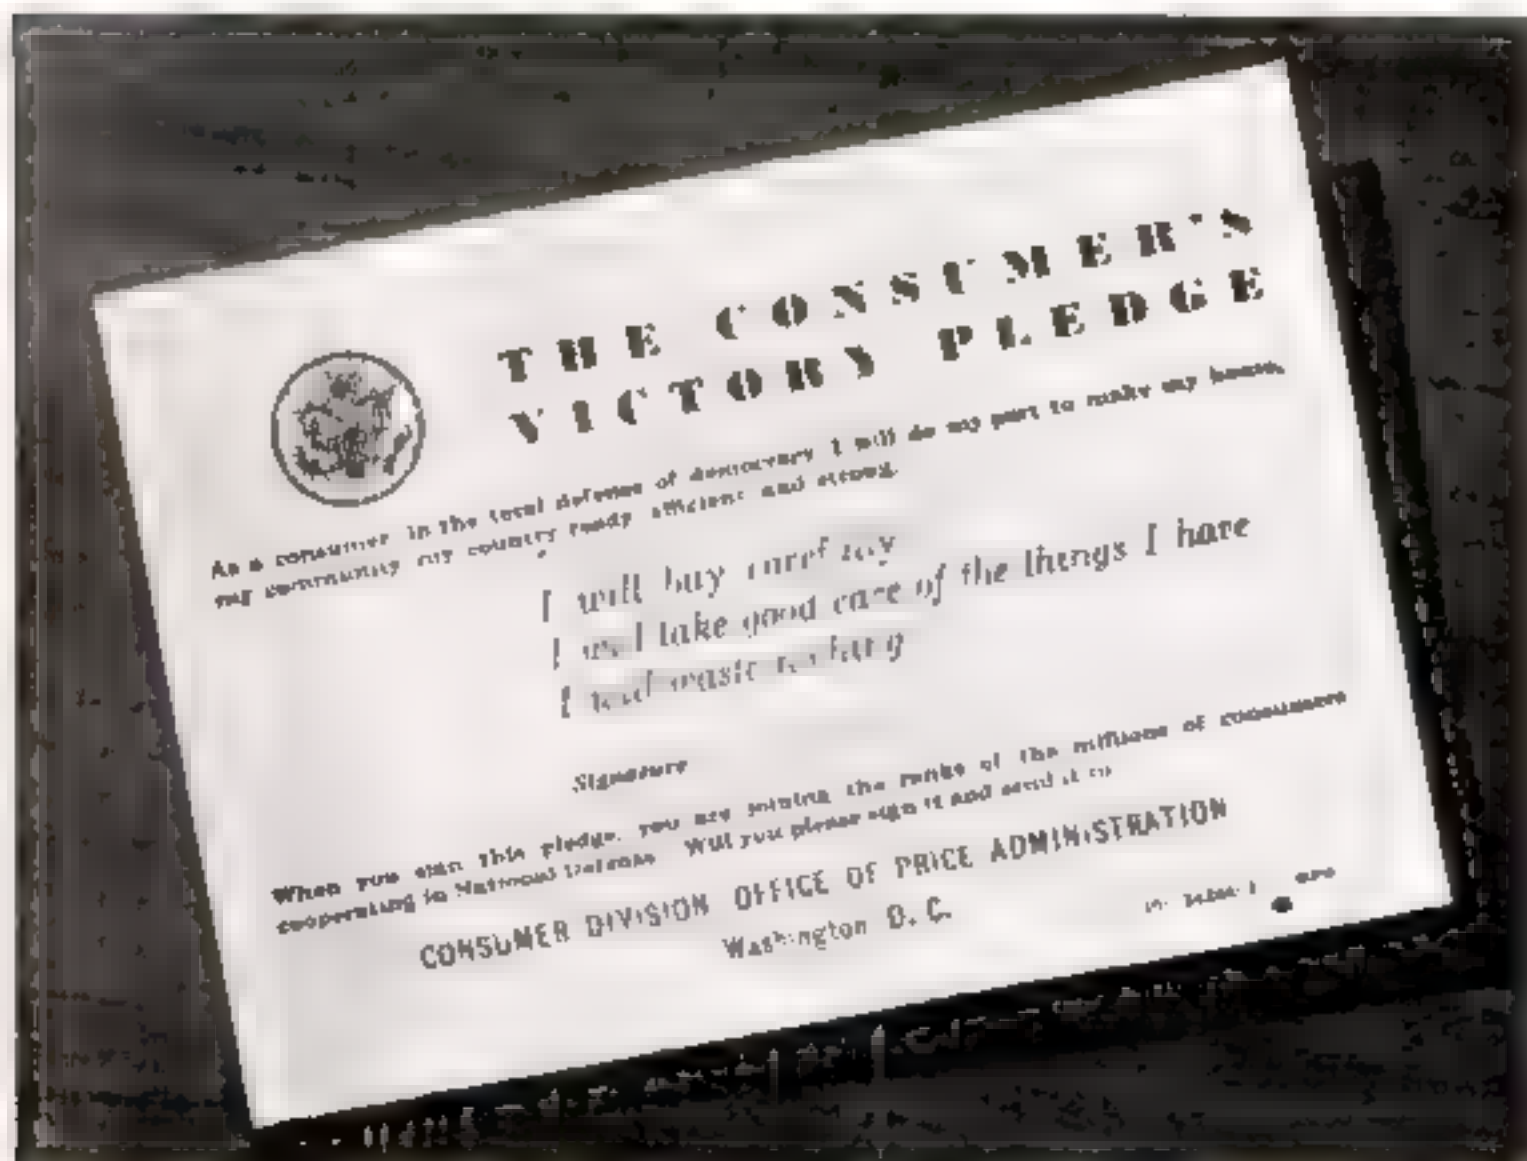 THE CONSUMER'S
VICTORY PLEDGE
As a consumer in the total defense of democracy I will do my part to make my home,
my community my country ready efficient and strong.
I will buy carefully
I will take good care of the things I have
I will waste nothing
Signature
When you sign this pledge, you are joining the ranks of the millions of consumers
cooperating in National Defense Will you please sign it and send it to
CONSUMER DIVISION OFFICE OF PRICE ADMINISTRATION
Washington D. C.